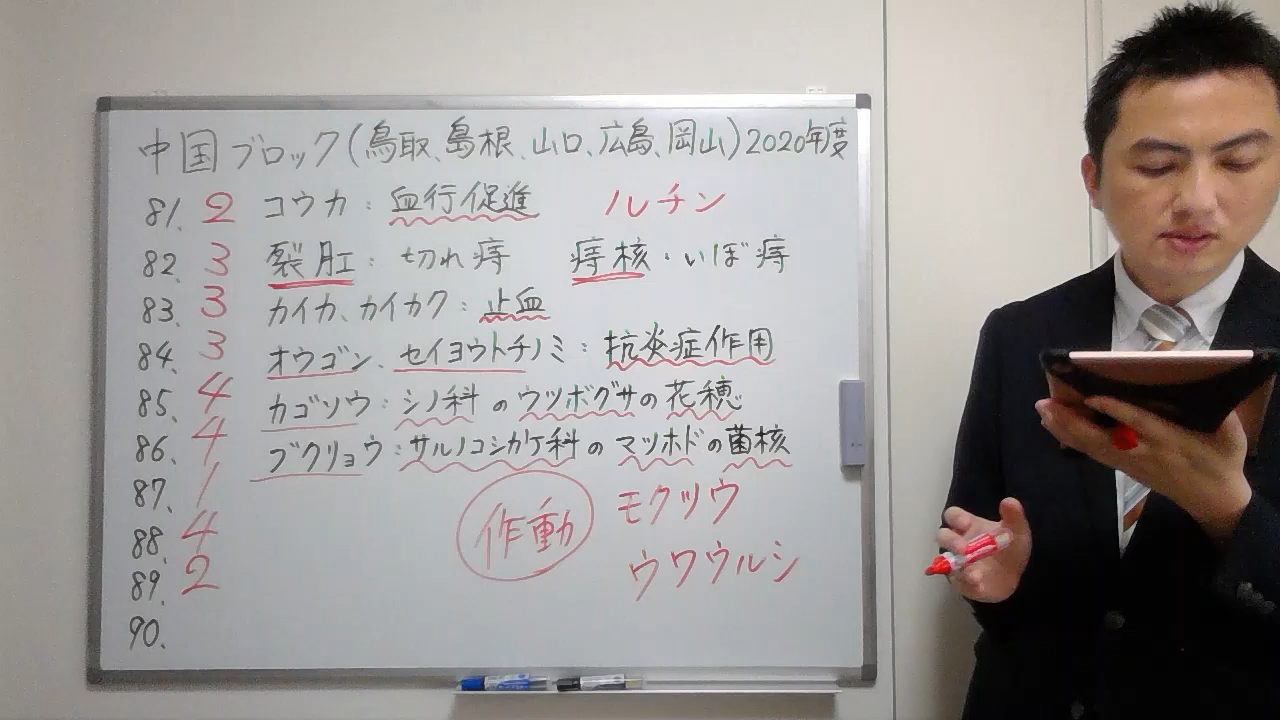 中国ブロック(鳥取、島根、山口、広島、岡山)2020年度
81. 2 コウカ:血行促進 ルチン
82. 3 裂肛:切れ痔 痔核・いぼ痔
83. 3 カイカ、カイカク:止血
84. 3 オウゴン、セイヨウトチノミ:抗炎症作用
85. 4 カゴソウ:シソ科のウツボグサの花穂
86. 4 ブクリョウ:サルノコシカケ科のマツホドの菌核
87. 1 モクツウ
88. 4 作動
89. 2 ウワウルシ
90.